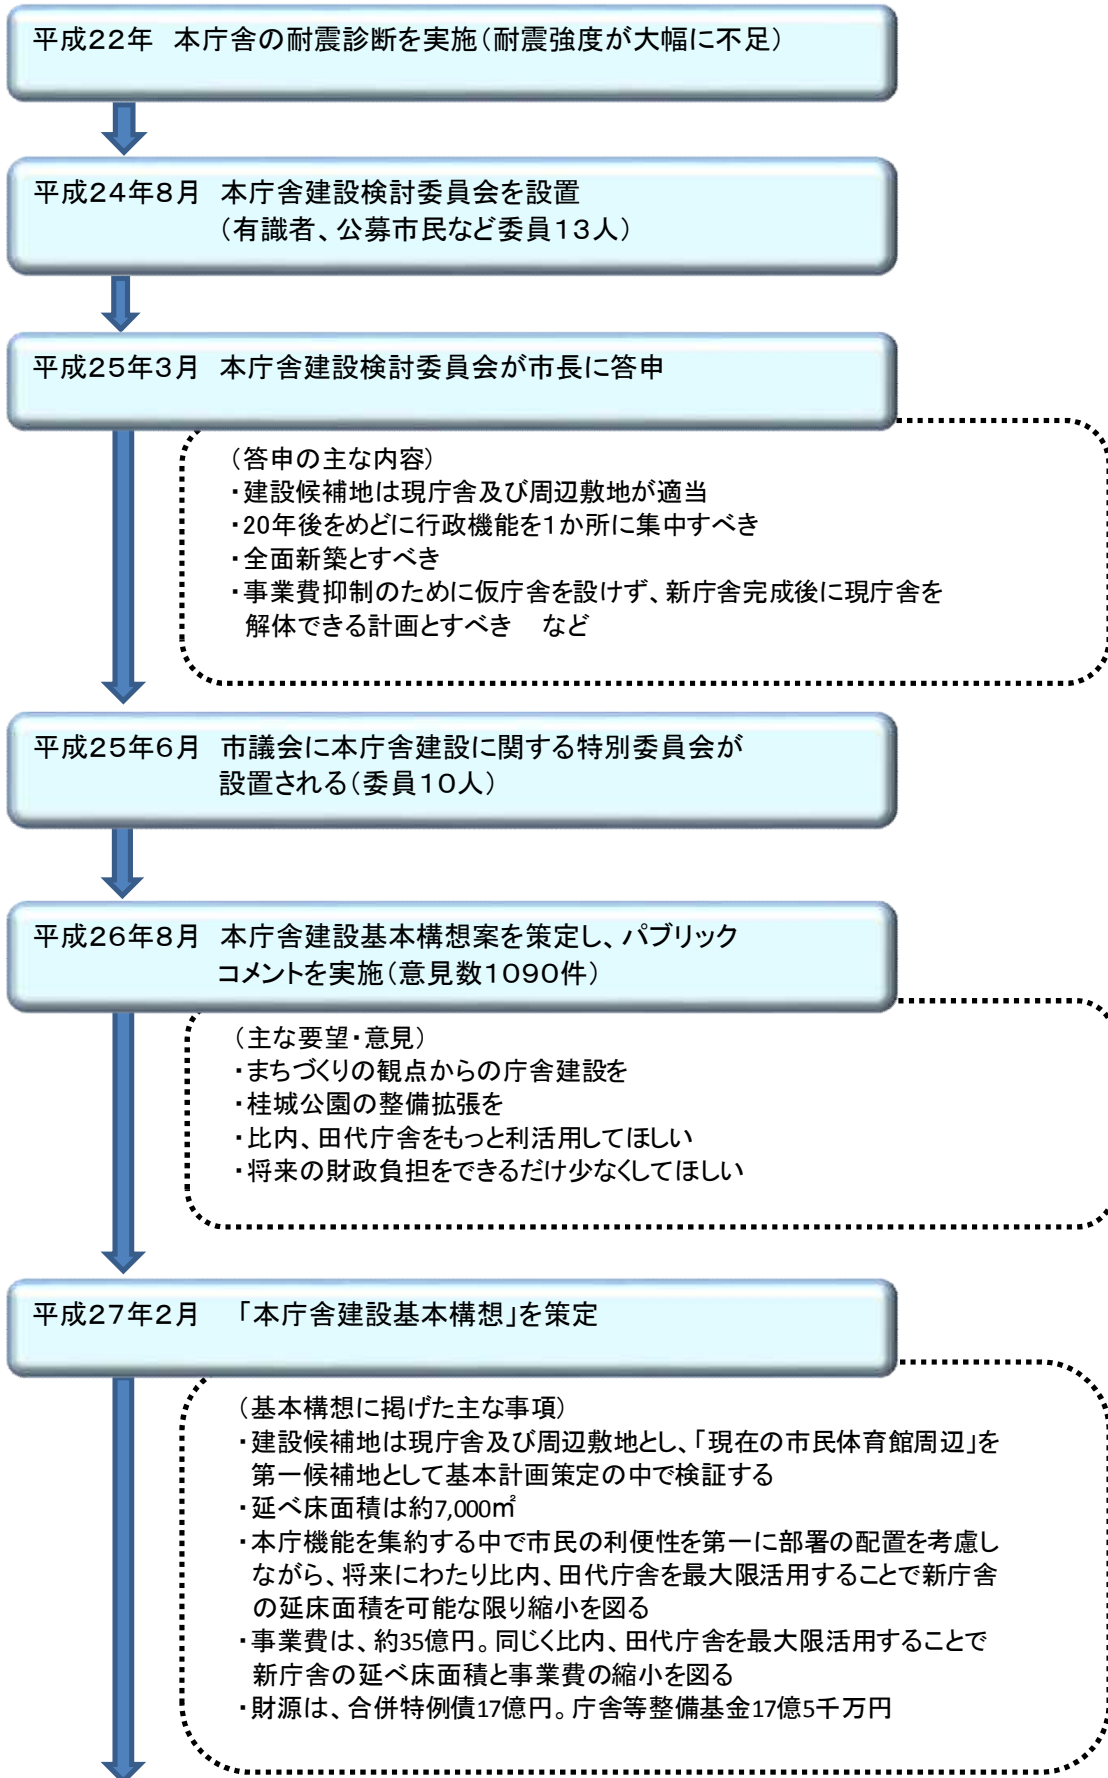 平成22年 本庁舎の耐震診断を実施(耐震強度が大幅に不足)
平成24年8月 本庁舎建設検討委員会を設置
(有識者、公募市民など委員13人)
平成25年3月 本庁舎建設検討委員会が市長に答申
(答申の主な内容)
・建設候補地は現庁舎及び周辺敷地が適当
・20年後をめどに行政機能を1か所に集中すべき
・全面新築とすべき
・事業費抑制のために仮庁舎を設けず、新庁舎完成後に現庁舎を
解体できる計画とすべき など
平成25年6月 市議会に本庁舎建設に関する特別委員会が
設置される(委員10人)
平成26年8月 本庁舎建設基本構想案を策定し、パブリック
コメントを実施(意見数1090件)
(主な要望・意見)
・まちづくりの観点からの庁舎建設を
・桂城公園の整備拡張を
・比内、田代庁舎をもっと利活用してほしい
・将来の財政負担をできるだけ少なくしてほしい
平成27年2月 「本庁舎建設基本構想」を策定
(基本構想に掲げた主な事項)
・建設候補地は現庁舎及び周辺敷地とし、「現在の市民体育館周辺」を
第一候補地として基本計画策定の中で検証する
・延べ床面積は約7,000㎡
・本庁機能を集約する中で市民の利便性を第一に部署の配置を考慮し
ながら、将来にわたり比内、田代庁舎を最大限活用することで新庁舎
の延床面積を可能な限り縮小を図る
・事業費は、約35億円。同じく比内、田代庁舎を最大限活用することで
新庁舎の延べ床面積と事業費の縮小を図る
・財源は、合併特例債17億円。庁舎等整備基金17億5千万円